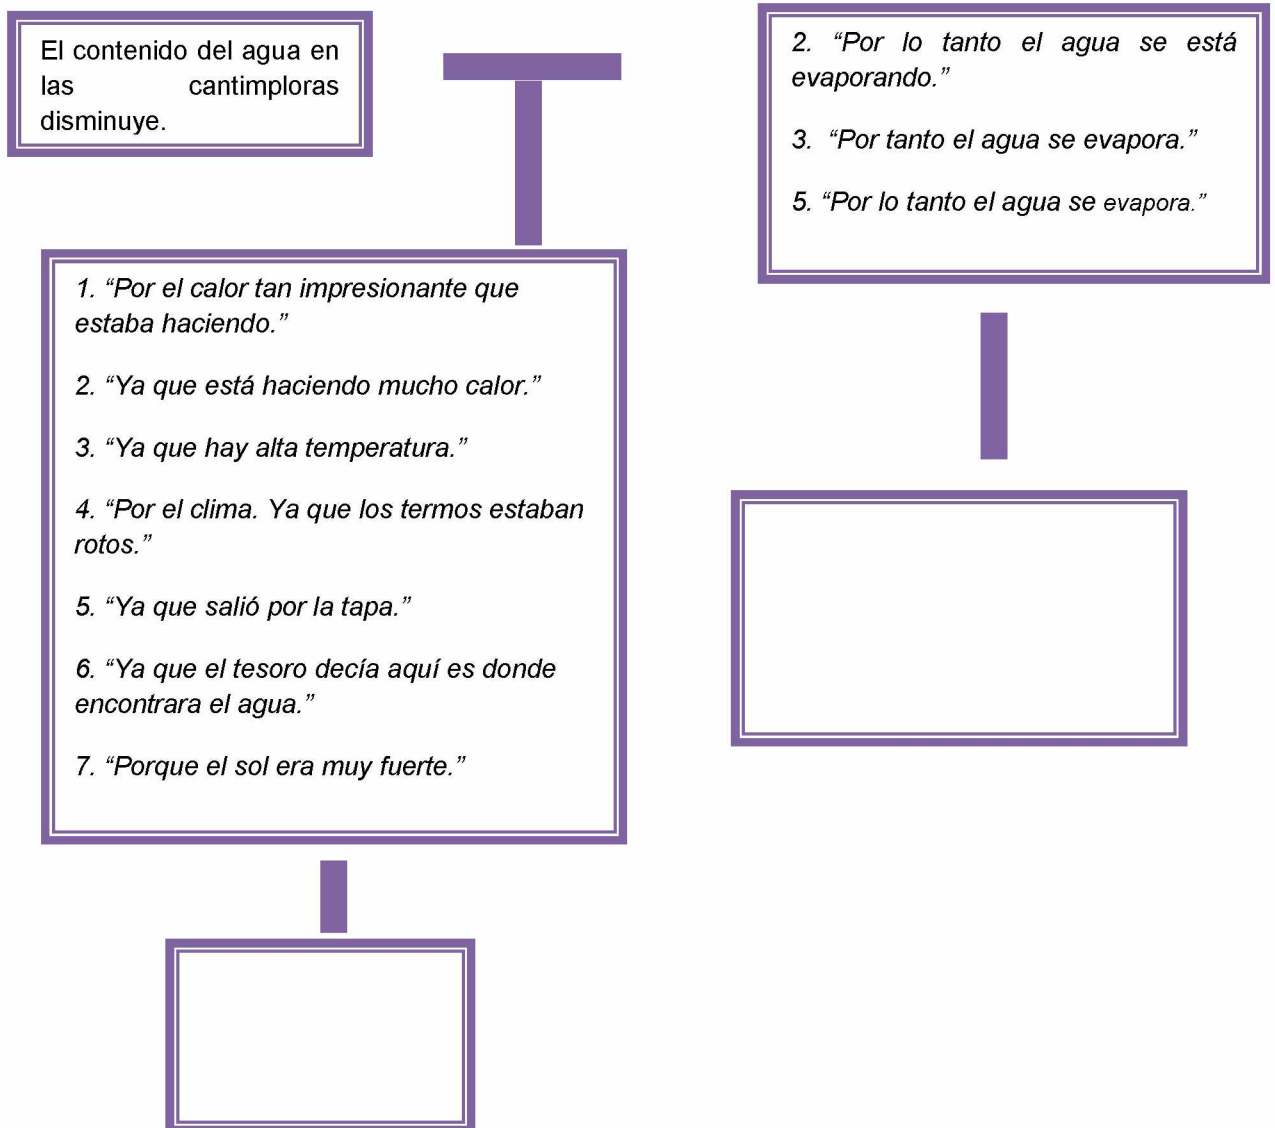 El contenido del agua en
las cantimploras
disminuye.
2. “Por lo tanto el agua se está
evaporando.”
3. “Por tanto el agua se evapora.”
5. “Por lo tanto el agua se evapora.”
1. “Por el calor tan impresionante que
estaba haciendo.”
2. “Ya que está haciendo mucho calor.”
3. “Ya que hay alta temperatura.”
4. “Por el clima. Ya que los termos estaban
rotos.”
5. “Ya que salió por la tapa.”
6. “Ya que el tesoro decía aquí es donde
encontrara el agua.”
7. “Porque el sol era muy fuerte.”